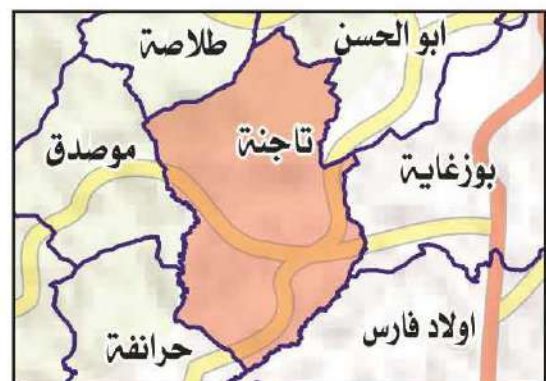 ابو الحسن
طلاصة
تاجنة
موصدق
بوزغاية
اولاد فارس
حرانفة